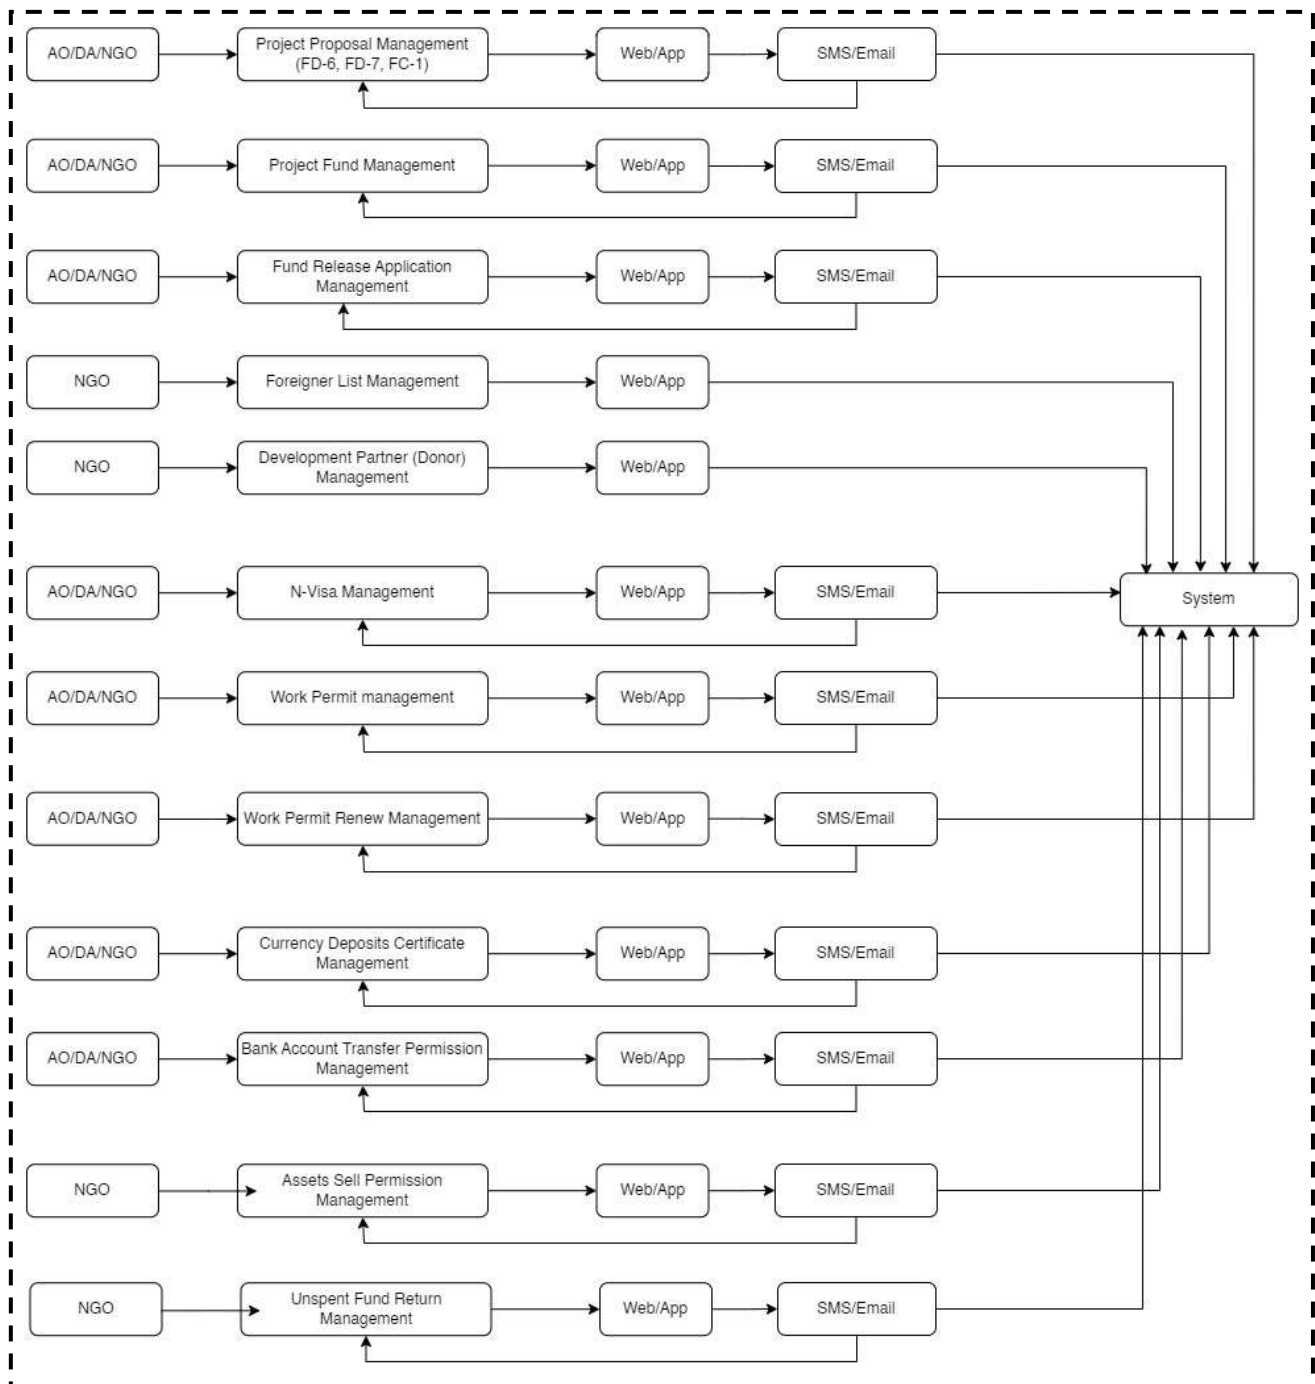 AO/DA/NGO
Project Proposal Management
(FD-6, FD-7, FC-1)
Web/App
SMS/Email
AO/DA/NGO
Project Fund Management
Web/App
SMS/Email
AO/DA/NGO
Fund Release Application
Management
Web/App
SMS/Email
NGO
Foreigner List Management
Web/App
NGO
Development Partner (Donor)
Management
Web/App
AO/DA/NGO
N-Visa Management
Web/App
SMS/Email
System
AO/DA/NGO
Work Permit management
Web/App
SMS/Email
AO/DA/NGO
Work Permit Renew Management
Web/App
SMS/Email
AO/DA/NGO
Currency Deposits Certificate
Management
Web/App
SMS/Email
AO/DA/NGO
Bank Account Transfer Permission
Management
Web/App
SMS/Email
NGO
Assets Sell Permission
Management
Web/App
SMS/Email
NGO
Unspent Fund Return
Management
Web/App
SMS/Email